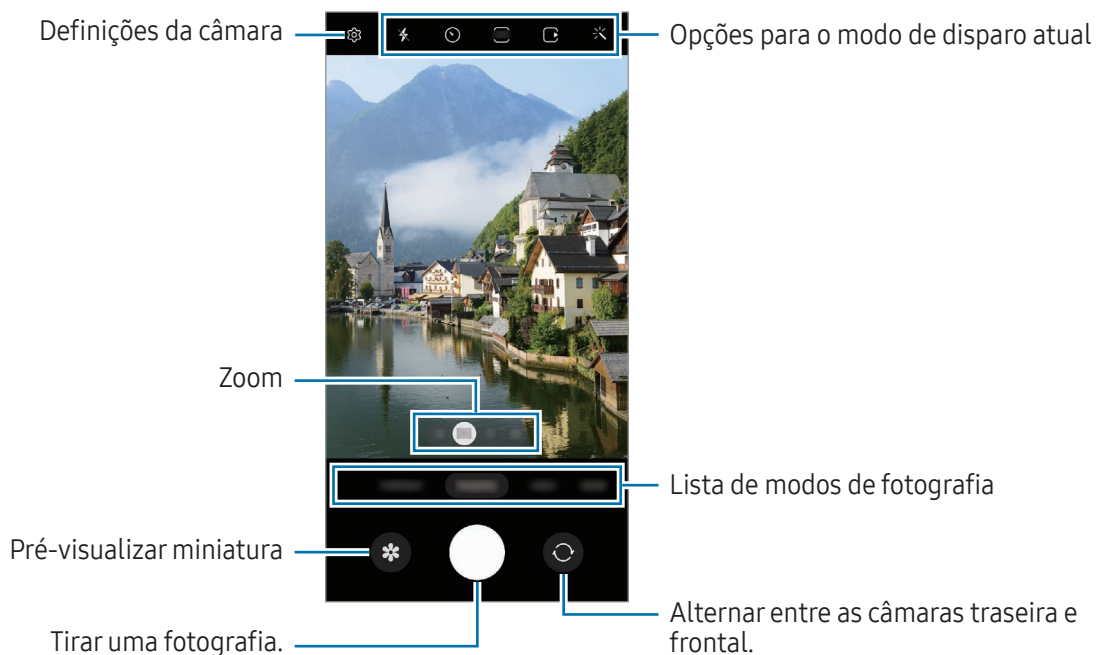 Definições da câmara
Opções para o modo de disparo atual
Zoom
Lista de modos de fotografia
Pré-visualizar miniatura
Alternar entre as câmaras traseira e
frontal.
Tirar uma fotografia.